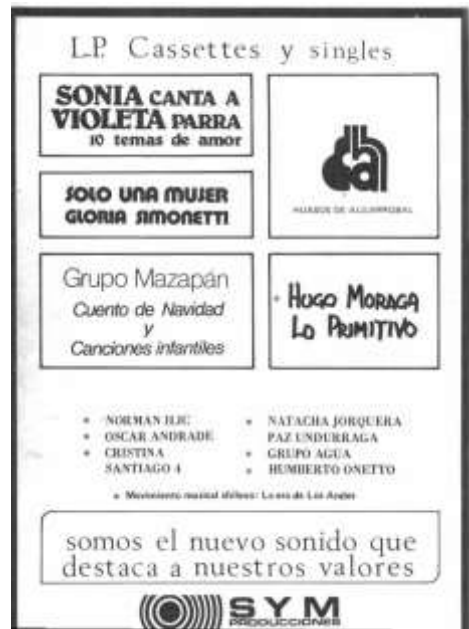 L.P. Cassettes y singles
SONIA CANTA A
VIOLETA PARRA
10 temas de amor
SOLO UNA MUJER
GLORIA SIMONETTI
HUASOS DE ALGARROBAL
Grupo Mazapán
Cuento de Navidad
y
Canciones infantiles
HUGO MORAGA
LO PRIMITIVO
NORMAN ILIC
OSCAR ANDRADE
CRISTINA
SANTIAGO 4
NATACHA JORQUERA
PAZ UNDURRAGA
GRUPO AGUA
HUMBERTO ONETTO
Movimiento musical chileno: La era de Los Andes
somos el nuevo sonido que
destaca a nuestros valores
SYM
PRODUCCIONES